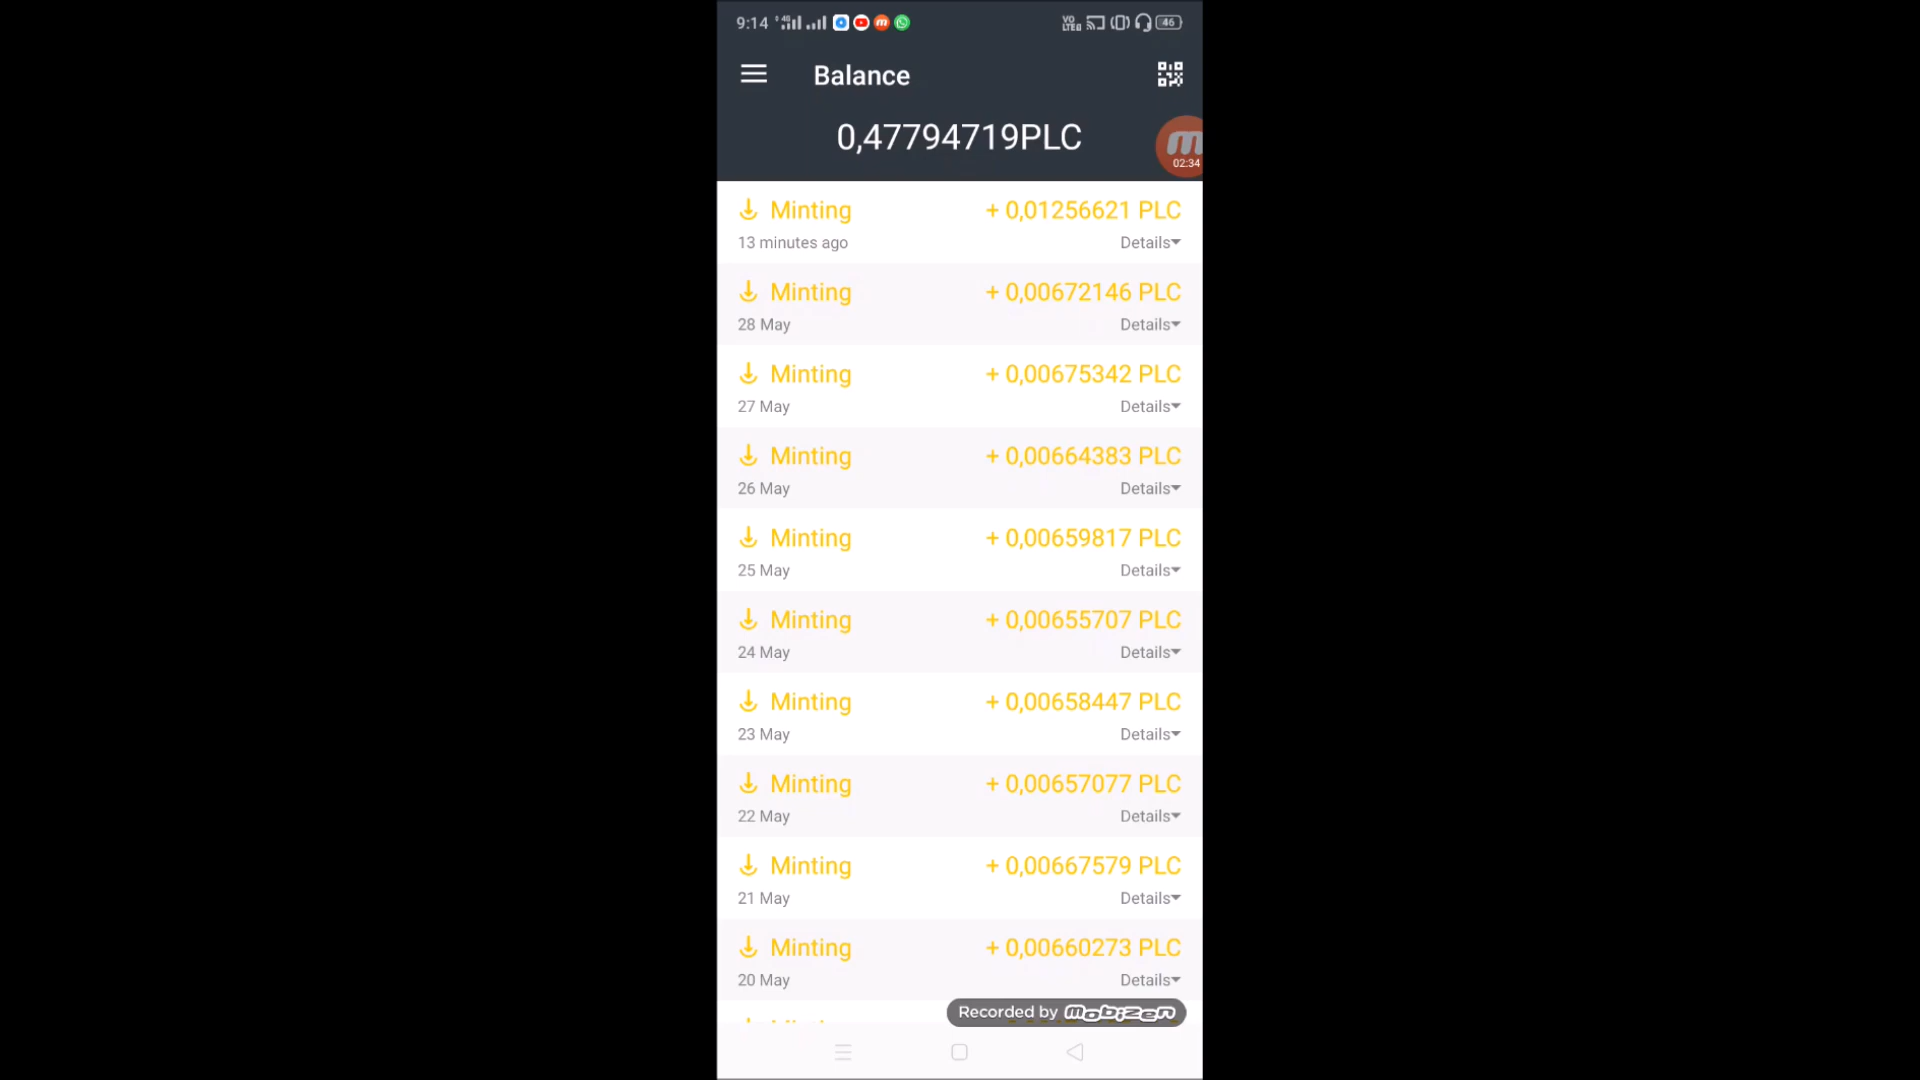 9:14
4G
VO
LTE
46
Balance
0,47794719PLC
m
02:34
Minting + 0,01256621 PLC
13 minutes ago Details
Minting + 0,00672146 PLC
28 May Details
Minting + 0,00675342 PLC
27 May Details
Minting + 0,00664383 PLC
26 May Details
Minting + 0,00659817 PLC
25 May Details
Minting + 0,00655707 PLC
24 May Details
Minting + 0,00658447 PLC
23 May Details
Minting + 0,00657077 PLC
22 May Details
Minting + 0,00667579 PLC
21 May Details
Minting + 0,00660273 PLC
20 May Details
Recorded by mobizen